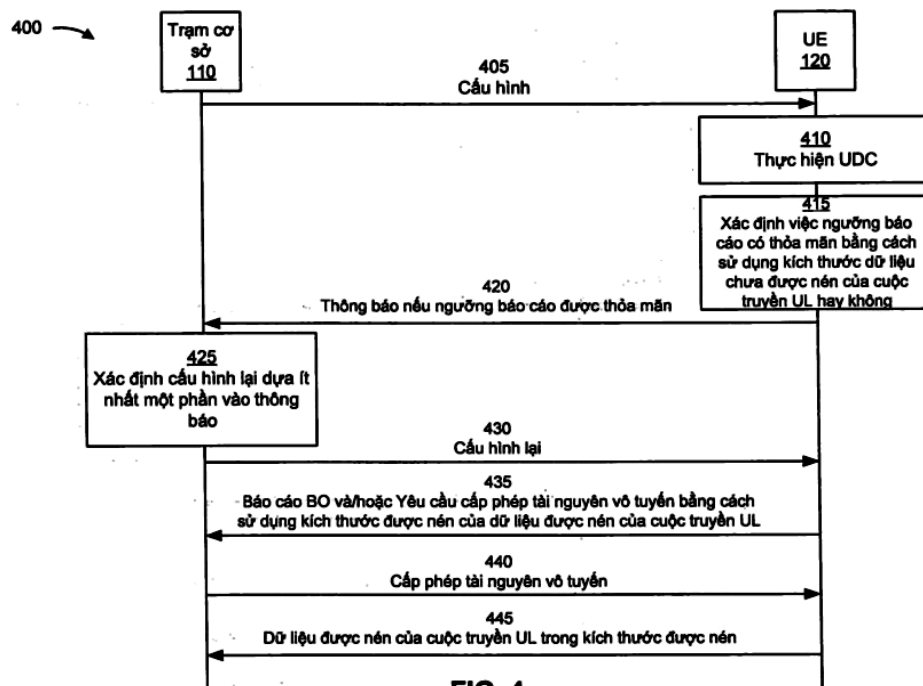 400
Trạm cơ
sở
110
UE
120
405
Cấu hình
410
Thực hiện UDC
415
Xác định việc ngưỡng báo
cáo có thỏa mãn bằng cách
sử dụng kích thước dữ liệu
chưa được nén của cuộc
truyền UL hay không
420
Thông báo nếu ngưỡng báo cáo được thỏa mãn
425
Xác định cấu hình lại dựa ít
nhất một phần vào thông
báo
430
Cấu hình lại
435
Báo cáo BO và/hoặc Yêu cầu cấp phép tài nguyên vô tuyến bằng cách
sử dụng kích thước được nén của dữ liệu được nén của cuộc truyền UL
440
Cấp phép tài nguyên vô tuyến
445
Dữ liệu được nén của cuộc truyền UL trong kích thước được nén
FIG. 4